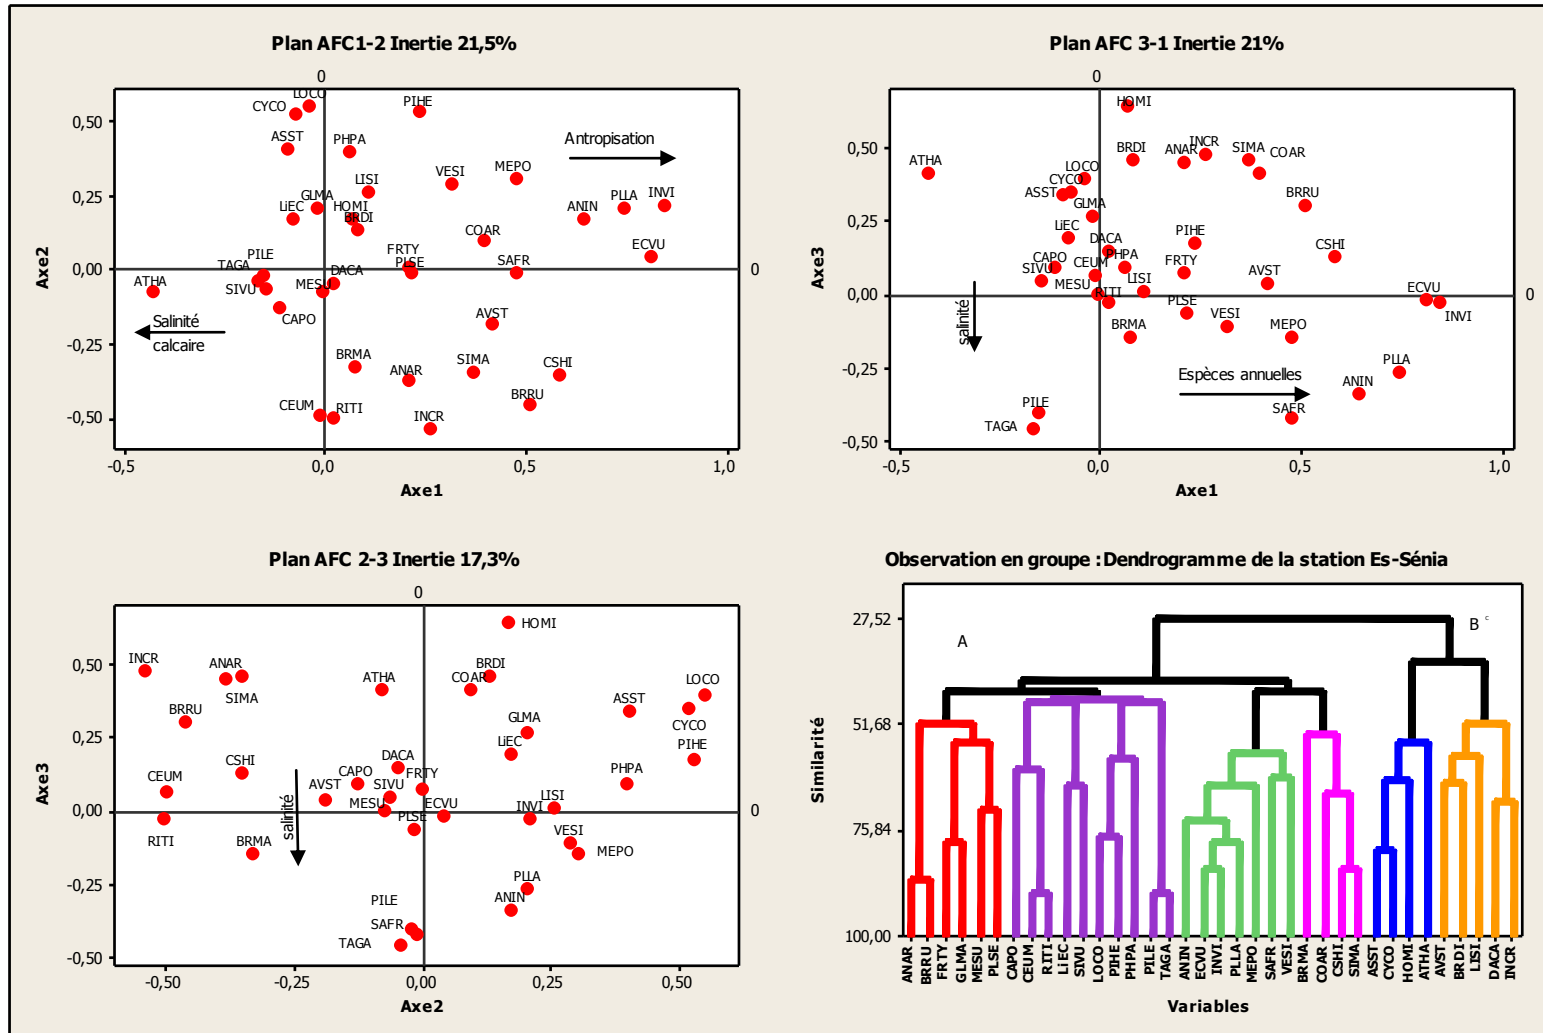 Plan AFC1-2 Inertie 21,5%
0
LOCO
CYCO
PIHE
0,50
ASST
PHPA
Antropisation
VESI
MEPO
LISI
0,25
GLMA
LiEC
HOMI
BRDI
ANIN
PLLA
INVI
COAR
ECVU
FRTY
PILE
TAGA
PLSE
SAFR
0,00
0
ATHA
SIVU
MESU
DACA
CAPO
Salinité
calcaire
AVST
-0,25
BRMA
ANAR
SIMA
CSHI
BRRU
CEUM
RITI
INCR
-0,50
-0,5
0,0
0,5
1,0
Axe1
Axe2
Plan AFC 3-1 Inertie 21%
0
HOMI
0,50
BRDI
ANAR
INCR
SIMA
COAR
ATHA
LOCO
CYCO
ASST
BRRU
0,25
GLMA
LiEC
DACA
PIHE
CSHI
CAPO
CEUM
PHPA
FRTY
SIVU
AVST
MESU
RITI
LISI
ECVU
0,00
0
INVI
PLSE
BRMA
VESI
MEPO
salinité
PLLA
-0,25
Espèces annuelles
ANIN
PILE
TAGA
SAFR
-0,50
-0,5
0,0
0,5
1,0
Axe1
Axe3
Plan AFC 2-3 Inertie 17,3%
0
HOMI
INCR
ANAR
SIMA
0,50
ATHA
COAR
BRDI
LOCO
ASST
CYCO
BRRU
GLMA
0,25
LiEC
PIHE
CSHI
DACA
PHPA
CEUM
CAPO
FRTY
AVST
SIVU
MESU
LISI
ECVU
INVI
0,00
0
RITI
PLSE
BRMA
VESI
MEPO
salinité
-0,25
PLLA
ANIN
PILE
SAFR
TAGA
-0,50
-0,50
-0,25
0,00
0,25
0,50
Axe2
Axe3
Observation en groupe : Dendrogramme de la station Es-Sénia
27,52
A
B c
51,68
75,84
100,00
Similarité
ANAR
BRRU
FRTY
GLMA
MESU
PLSE
CAPO
CEUM
RITI
LIEC
SIVU
LOCO
PIHE
PHPA
PILE
TAGA
ANIN
ECVU
INVI
PLLA
MEPO
SAFR
VESI
BRMA
COAR
CSHI
SIMA
ASST
CYCO
HOMI
ATHA
AVST
BRDI
LISI
DACA
INCR
Variables